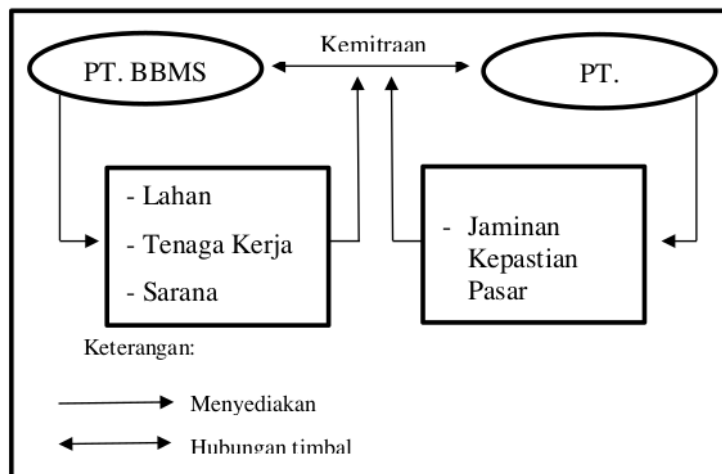 Kemitraan
PT. BBMS
PT.
- Lahan
- Tenaga Kerja
- Sarana
- Jaminan
Kepastian
Pasar
Keterangan:
Menyediakan
Hubungan timbal